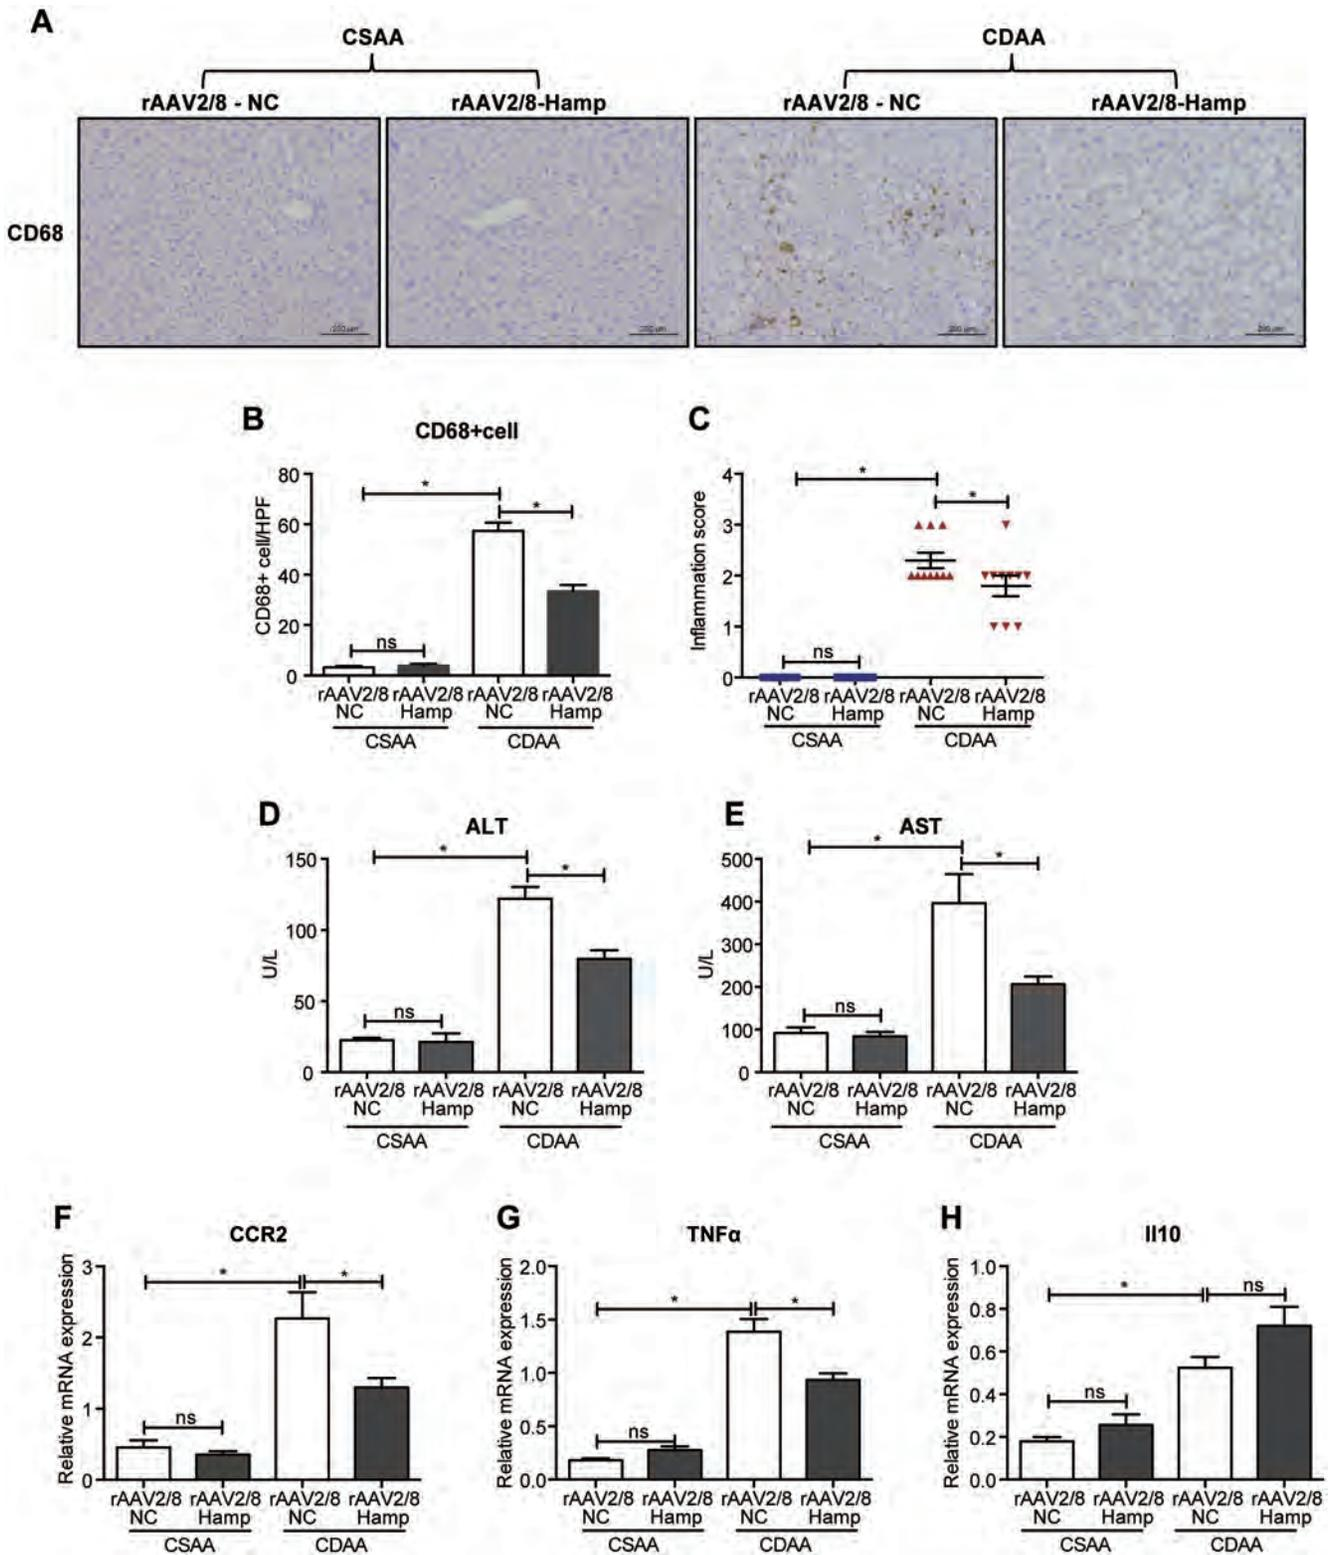 A
CSAA
CDAA
rAAV2/8 - NC
rAAV2/8-Hamp
rAAV2/8 - NC
rAAV2/8-Hamp
CD68
200 µm
200 µm
200 µm
200 µm
B
CD68+cell
CD68+ cell/HPF
80
60
40
20
0
*
*
ns
rAAV2/8 rAAV2/8 rAAV2/8 rAAV2/8
NC Hamp NC Hamp
CSAA CDAA
C
Inflammation score
4
3
2
1
0
*
*
ns
rAAV2/8 rAAV2/8 rAAV2/8 rAAV2/8
NC Hamp NC Hamp
CSAA CDAA
D
ALT
U/L
150
100
50
0
*
*
ns
rAAV2/8 rAAV2/8 rAAV2/8 rAAV2/8
NC Hamp NC Hamp
CSAA CDAA
E
AST
U/L
500
400
300
200
100
0
*
*
ns
rAAV2/8 rAAV2/8 rAAV2/8 rAAV2/8
NC Hamp NC Hamp
CSAA CDAA
F
CCR2
Relative mRNA expression
3
2
1
0
*
*
ns
rAAV2/8 rAAV2/8 rAAV2/8 rAAV2/8
NC Hamp NC Hamp
CSAA CDAA
G
TNFα
Relative mRNA expression
2.0
1.5
1.0
0.5
0.0
*
*
ns
rAAV2/8 rAAV2/8 rAAV2/8 rAAV2/8
NC Hamp NC Hamp
CSAA CDAA
H
Il10
Relative mRNA expression
1.0
0.8
0.6
0.4
0.2
0.0
*
ns
ns
rAAV2/8 rAAV2/8 rAAV2/8 rAAV2/8
NC Hamp NC Hamp
CSAA CDAA